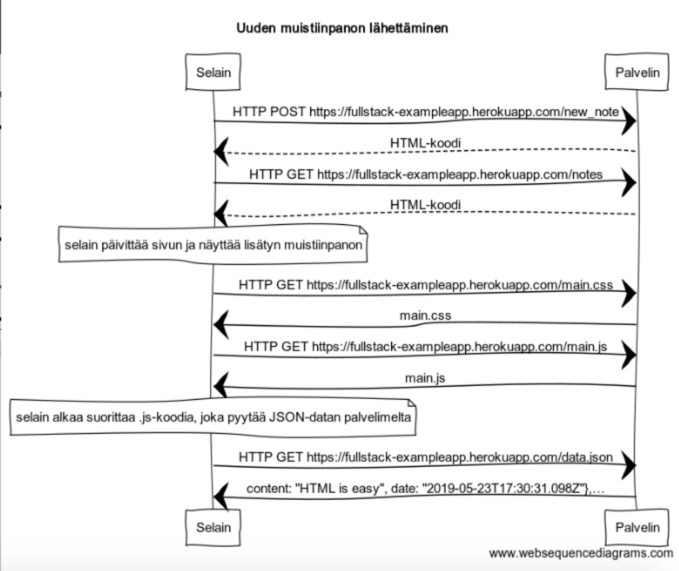 Uuden muistiinpanon lähettäminen
Selain
Palvelin
HTTP POST https://fullstack-exampleapp.herokuapp.com/new_note
HTML-koodi
HTTP GET https://fullstack-exampleapp.herokuapp.com/notes
HTML-koodi
selain päivittää sivun ja näyttää lisätyn muistiinpanon
HTTP GET https://fullstack-exampleapp.herokuapp.com/main.css
main.css
HTTP GET https://fullstack-exampleapp.herokuapp.com/main.js
main.js
selain alkaa suorittaa .js-koodia, joka pyytää JSON-datan palvelimelta
HTTP GET https://fullstack-exampleapp.herokuapp.com/data.json
content: "HTML is easy", date: "2019-05-23T17:30:31.098Z"},...
Selain
Palvelin
www.websequencediagrams.com